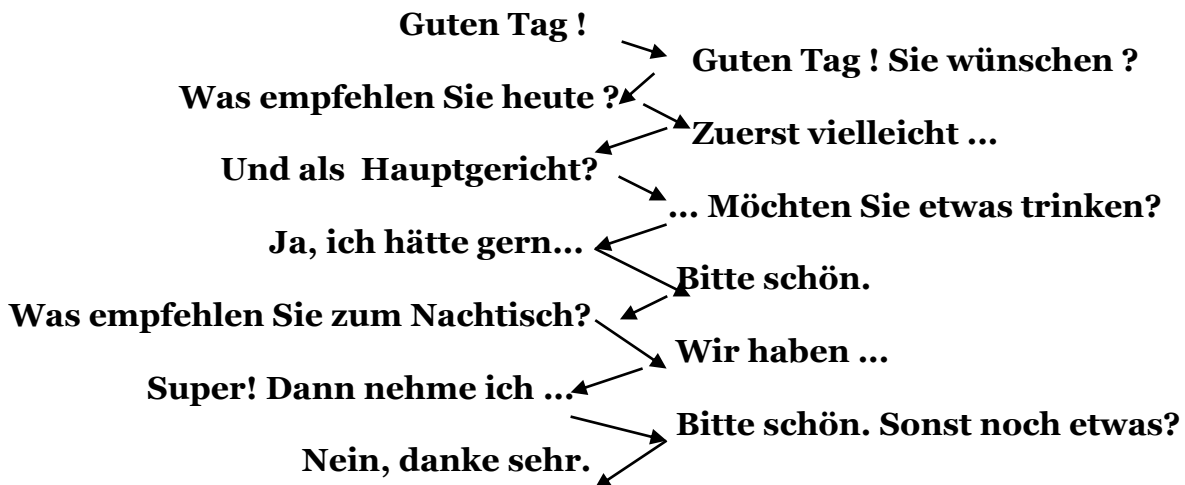 Guten Tag !
Guten Tag ! Sie wünschen ?
Was empfehlen Sie heute ?
Zuerst vielleicht ...
Und als Hauptgericht?
... Möchten Sie etwas trinken?
Ja, ich hätte gern...
Bitte schön.
Was empfehlen Sie zum Nachtisch?
Wir haben ...
Super! Dann nehme ich ...
Bitte schön. Sonst noch etwas?
Nein, danke sehr.